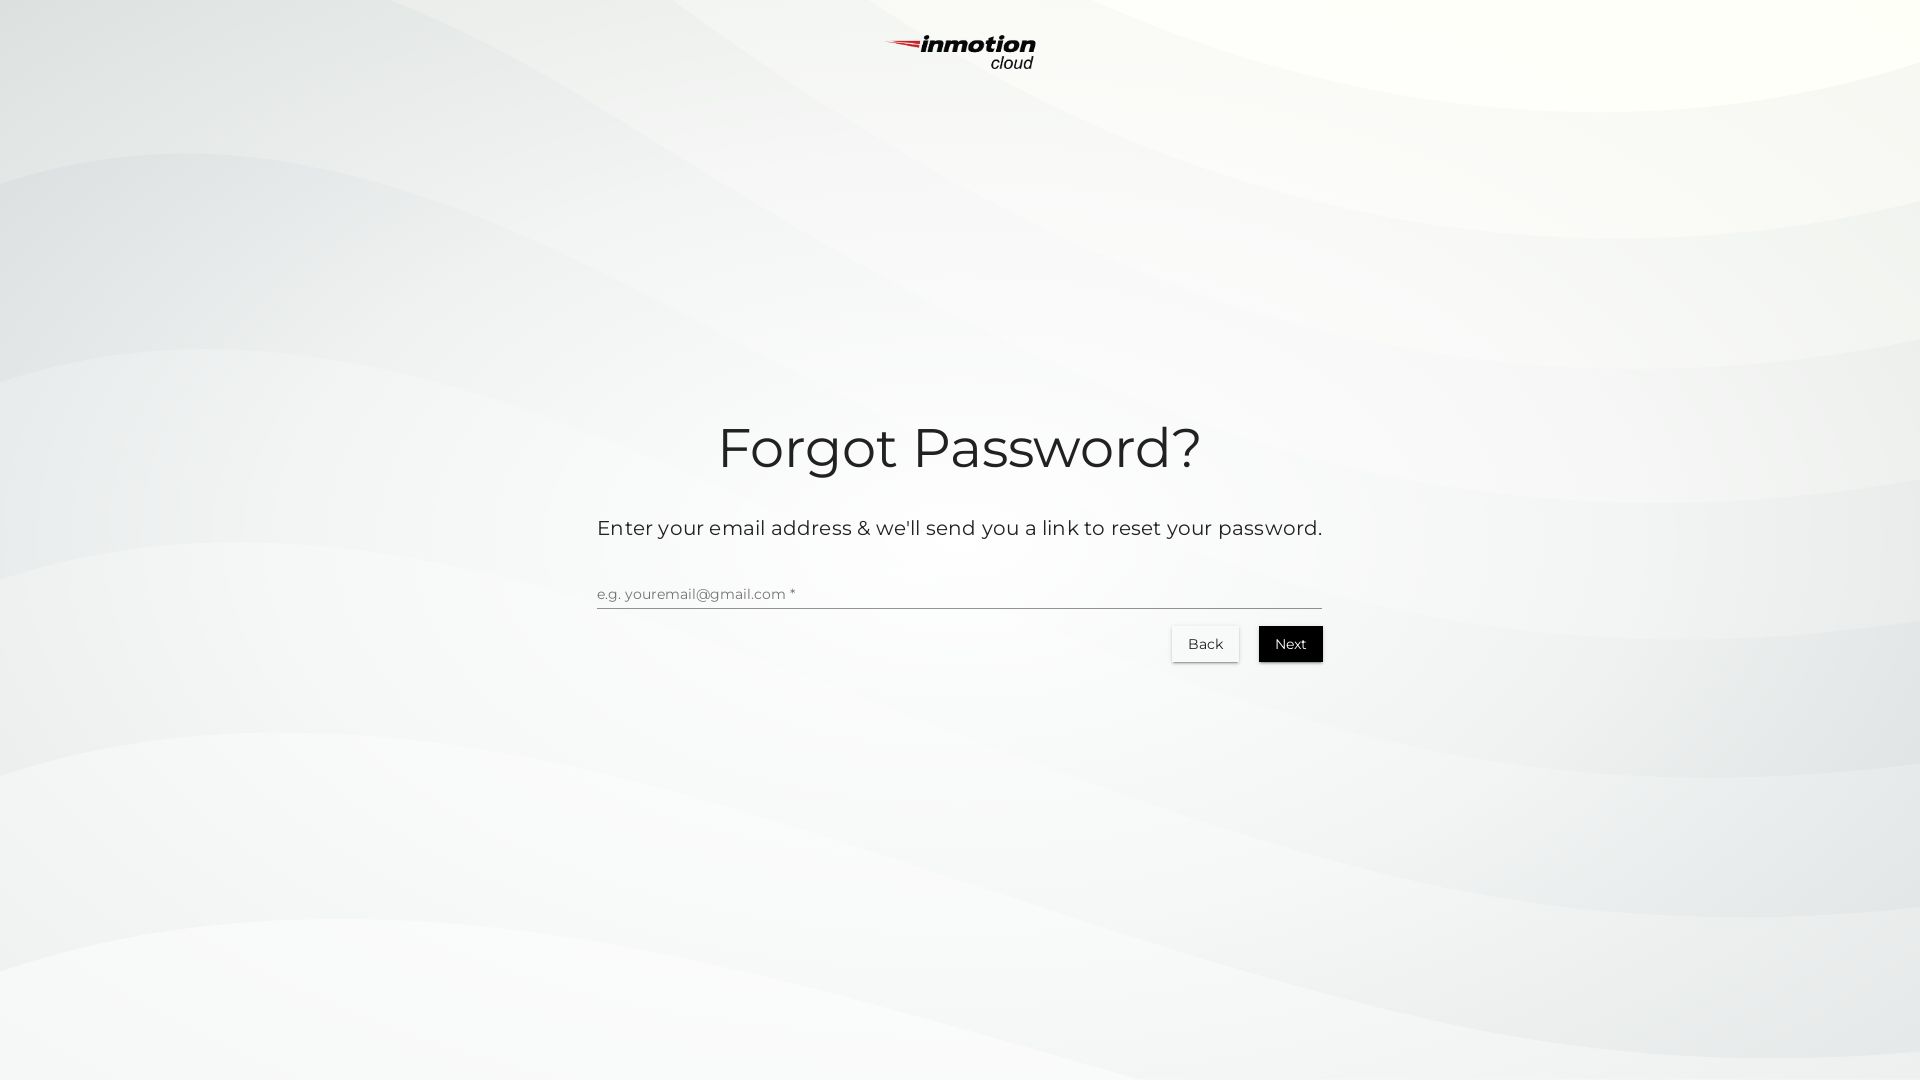 inmotion
cloud
Forgot Password?
Enter your email address & we'll send you a link to reset your password.
e.g. youremail@gmail.com *
Back
Next